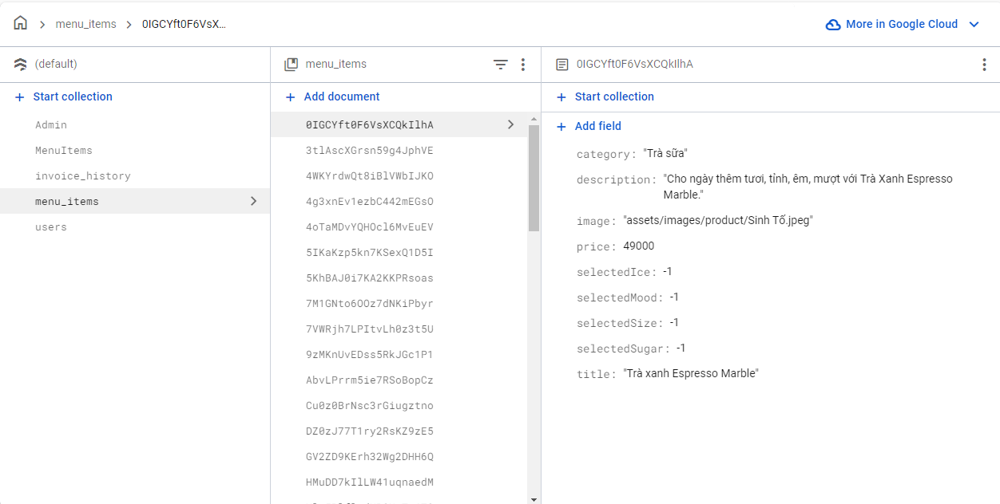 menu_items
0IGCYft0F6VsX...
More in Google Cloud
(default)
menu_items
0IGCYft0F6VsXCQkIlhA
Start collection
Add document
Start collection
Admin
MenuItems
invoice_history
menu_items
users
0IGCYft0F6VsXCQkIlhA
3tlAscXGrsn59g4JphVE
4WKYrdwQt8iBlVWbIJKO
4g3xnEv1ezbC442mEGsO
4oTaMDvYQHOcl6MvEuEV
5IKaKzp5kn7KSexQ1D5I
5KhBAJ0i7KA2KKPRsoas
7M1GNto6OOz7dNKiPbyr
7VWRjh7LPItvLh0z3t5U
9zMKnUvEDss5RkJGc1P1
AbvLPrrm5ie7RSoBopCz
Cu0z0BrNsc3rGiugztno
DZ0zJ77T1ry2RsKZ9zE5
GV2ZD9KErh32Wg2DHH6Q
HMuDD7kIlLW41uqnaedM
Add field
category: "Trà sữa"
description: "Cho ngày thêm tươi, tỉnh, êm, mượt với Trà Xanh Espresso
Marble."
image: "assets/images/product/Sinh Tố.jpeg"
price: 49000
selectedIce: -1
selectedMood: -1
selectedSize: -1
selectedSugar: -1
title: "Trà xanh Espresso Marble"